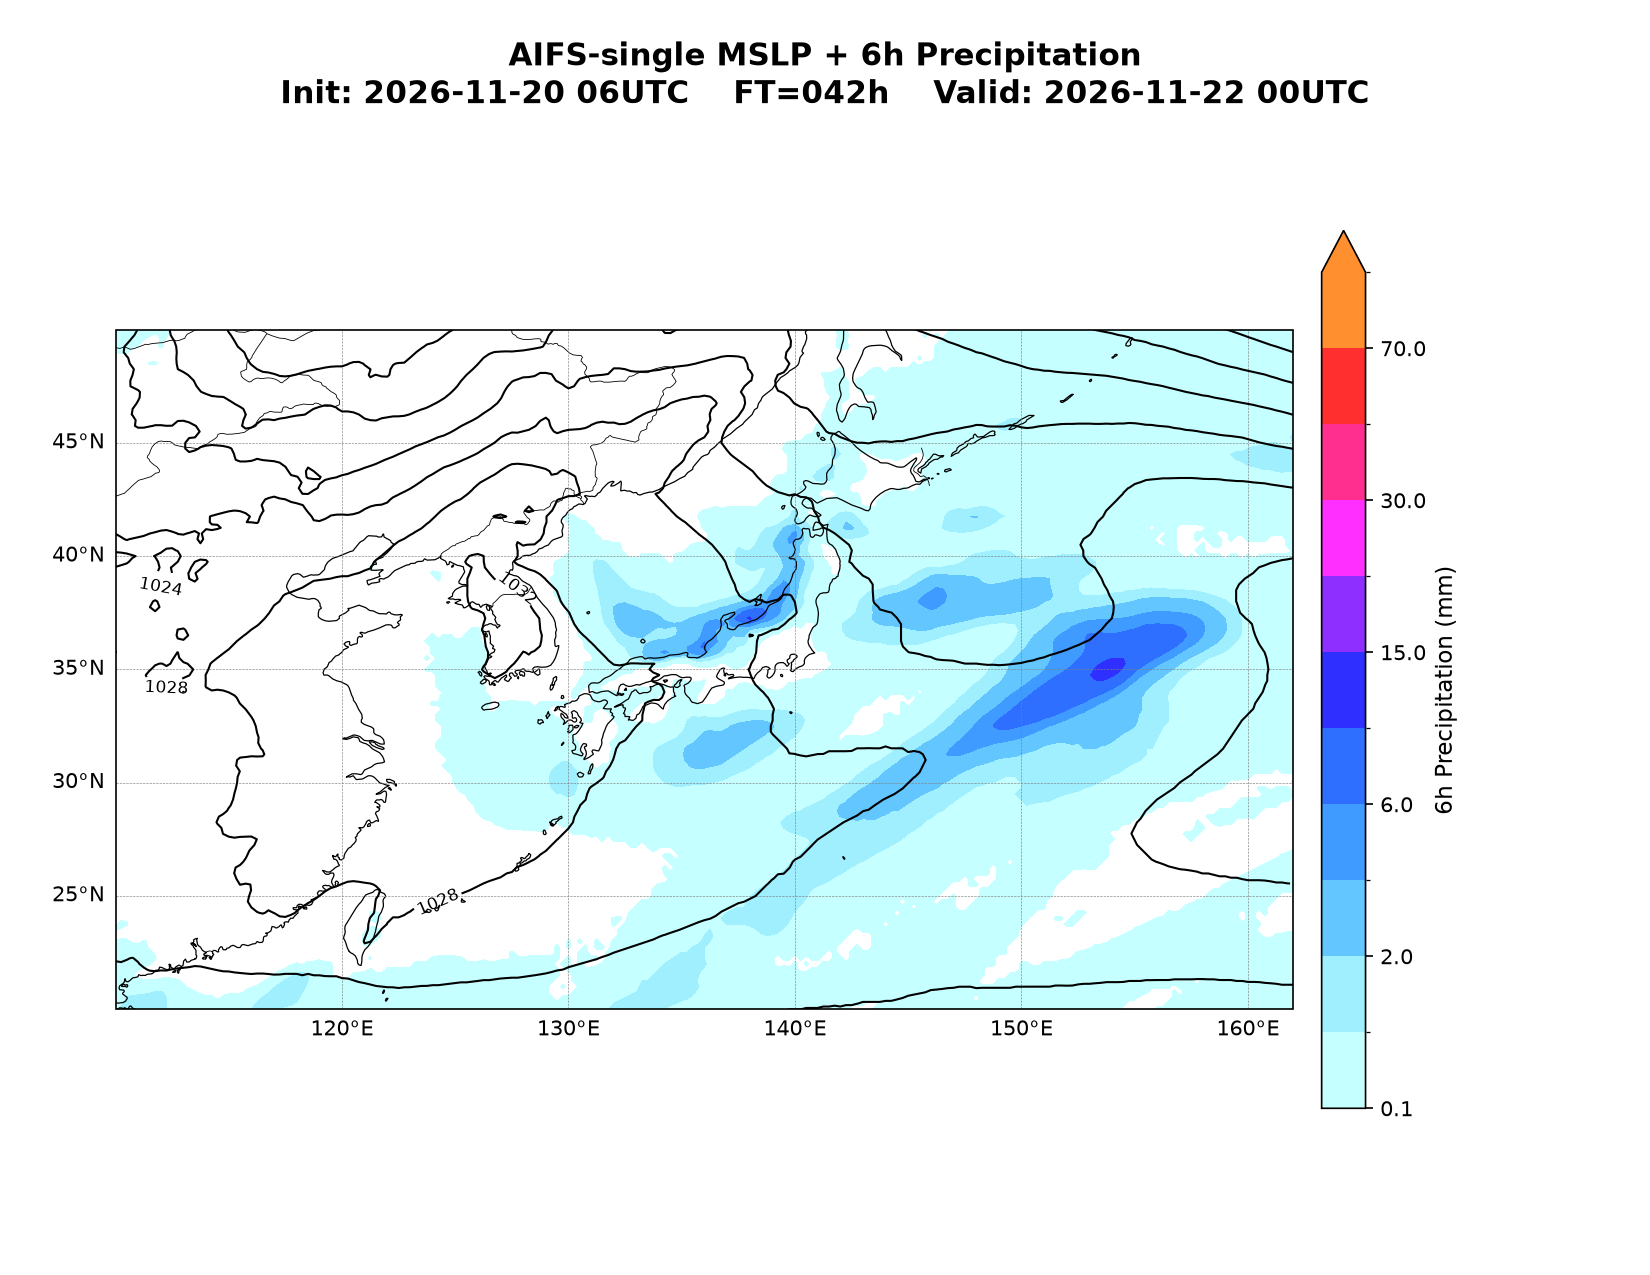 AIFS-single MSLP + 6h Precipitation
Init: 2026-11-20 06UTC    FT=042h    Valid: 2026-11-22 00UTC
70.0
45°N
30.0
40°N
1024
15.0
35°N
1028
6h Precipitation (mm)
30°N
6.0
25°N
1028
2.0
120°E
130°E
140°E
150°E
160°E
0.1